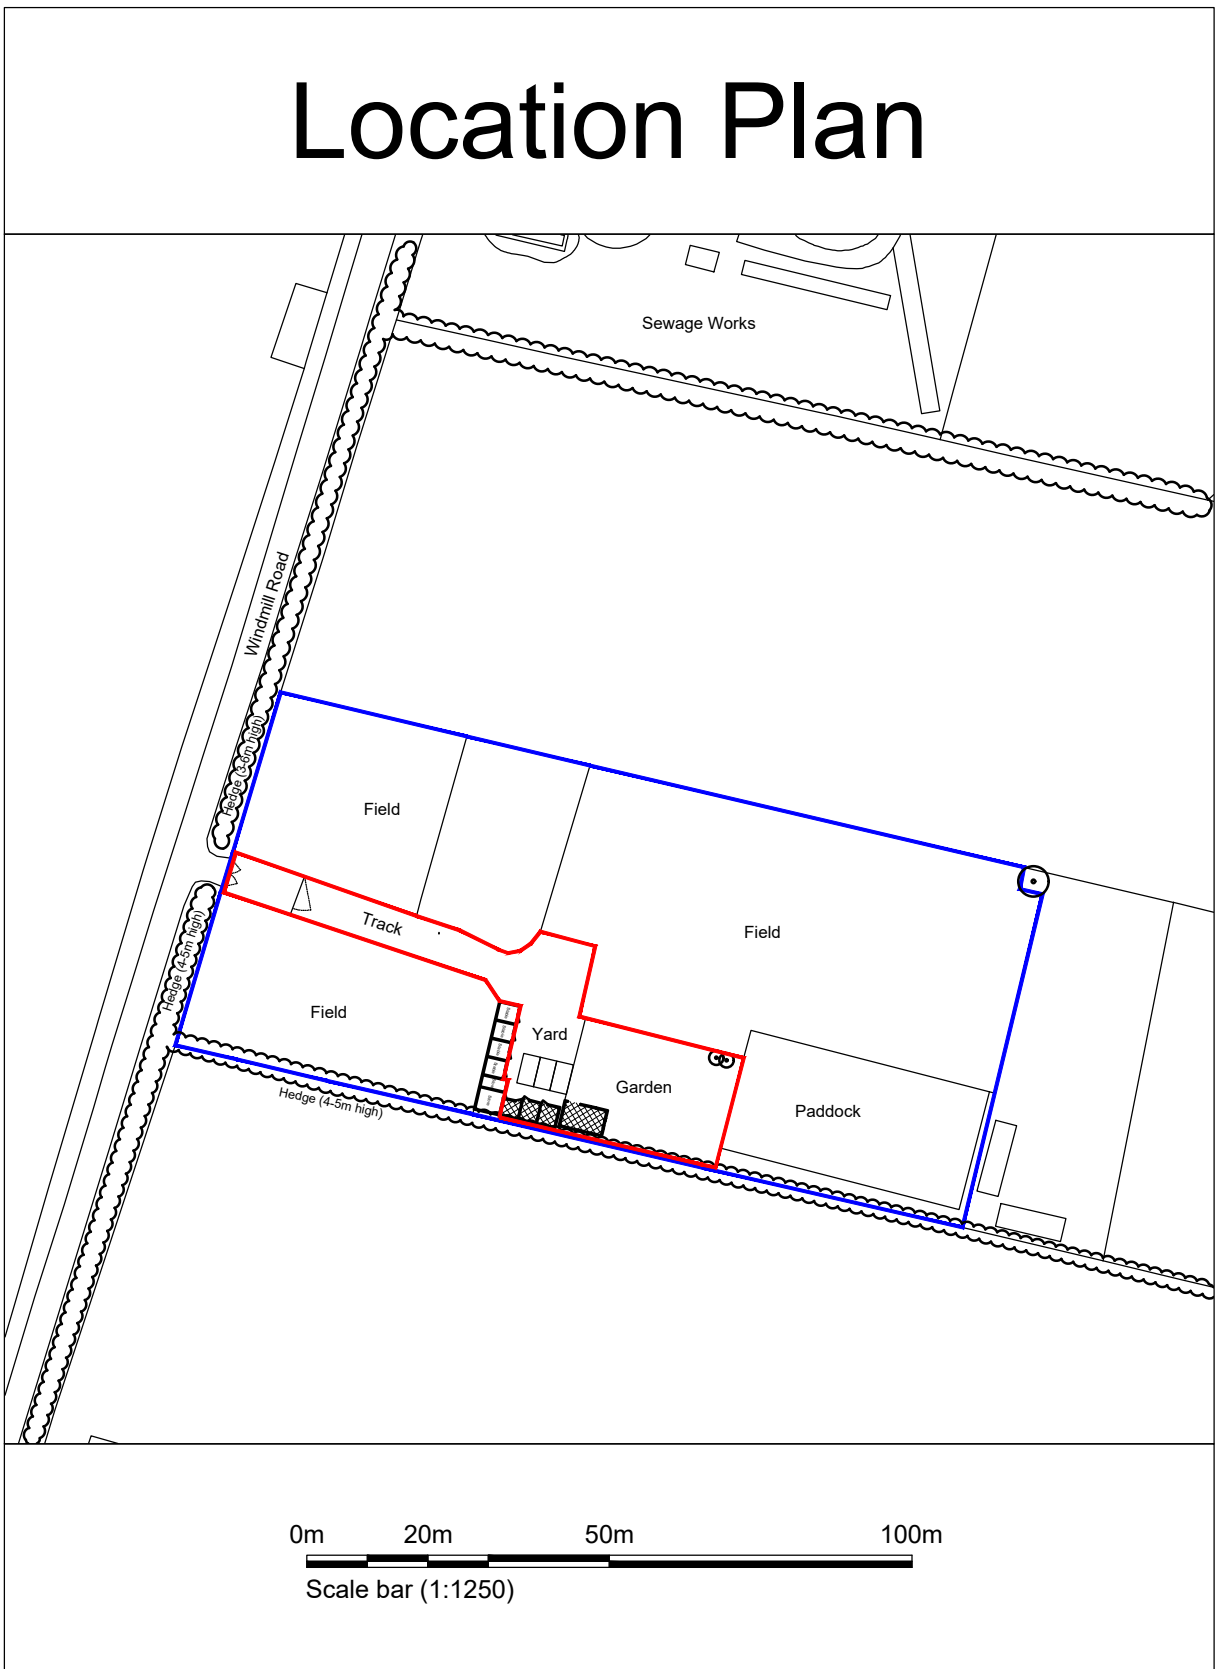 Location Plan
Sewage Works
Windmill Road
Hedge (3-6m high)
Field
Track
Field
Hedge (4-5m high)
Field
Yard
Garden
Paddock
Hedge (4-5m high)
0m 20m 50m 100m
Scale bar (1:1250)